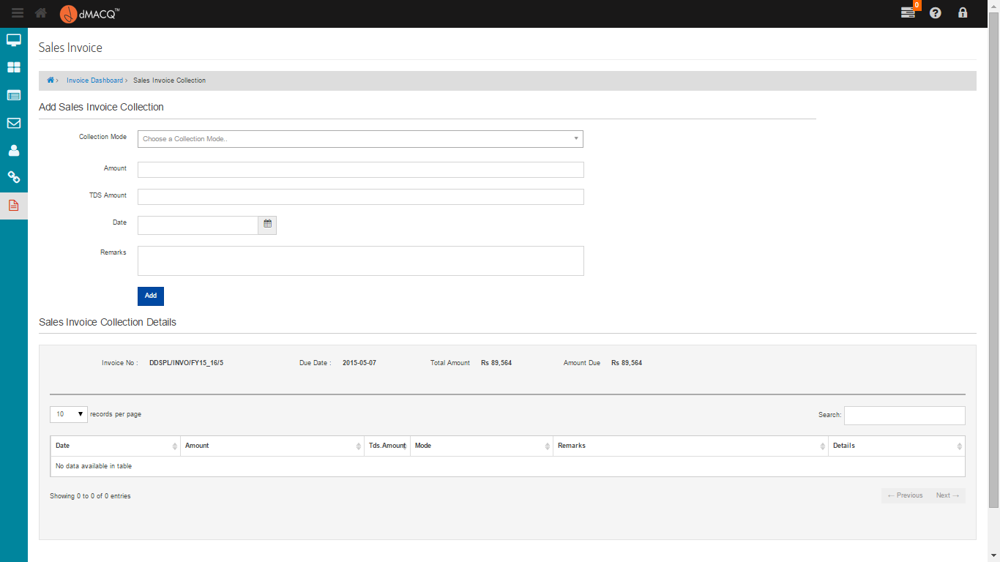 dMACQ™
0
Sales Invoice
Invoice Dashboard › Sales Invoice Collection
Add Sales Invoice Collection
Collection Mode Choose a Collection Mode..
Amount
TDS Amount
Date
Remarks
Add
Sales Invoice Collection Details
Invoice No : DDSPL/INVO/FY15_16/5 Due Date : 2015-05-07 Total Amount Rs 89,564 Amount Due Rs 89,564
10 records per page Search:
Date Amount Tds.Amount Mode Remarks Details
No data available in table
Showing 0 to 0 of 0 entries ← Previous Next →